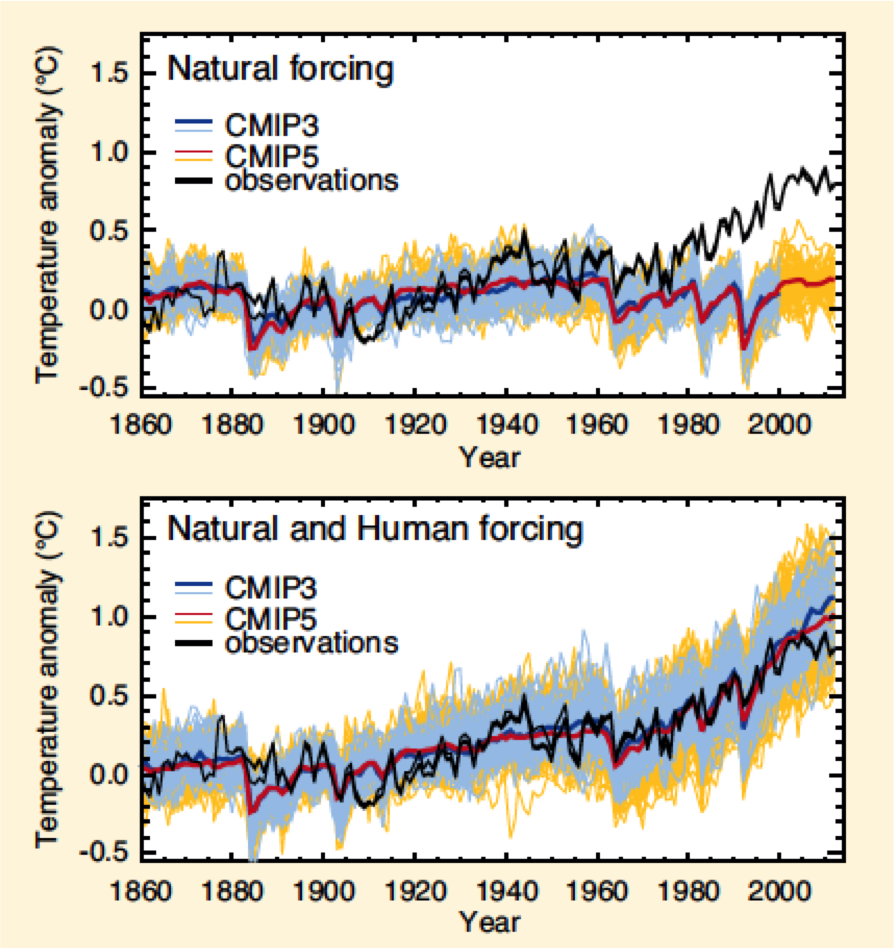 Natural forcing
CMIP3
CMIP5
observations
Temperature anomaly (°C)
1.5
1.0
0.5
0.0
-0.5
1860 1880 1900 1920 1940 1960 1980 2000
Year
Natural and Human forcing
CMIP3
CMIP5
observations
Temperature anomaly (°C)
1.5
1.0
0.5
0.0
-0.5
1860 1880 1900 1920 1940 1960 1980 2000
Year